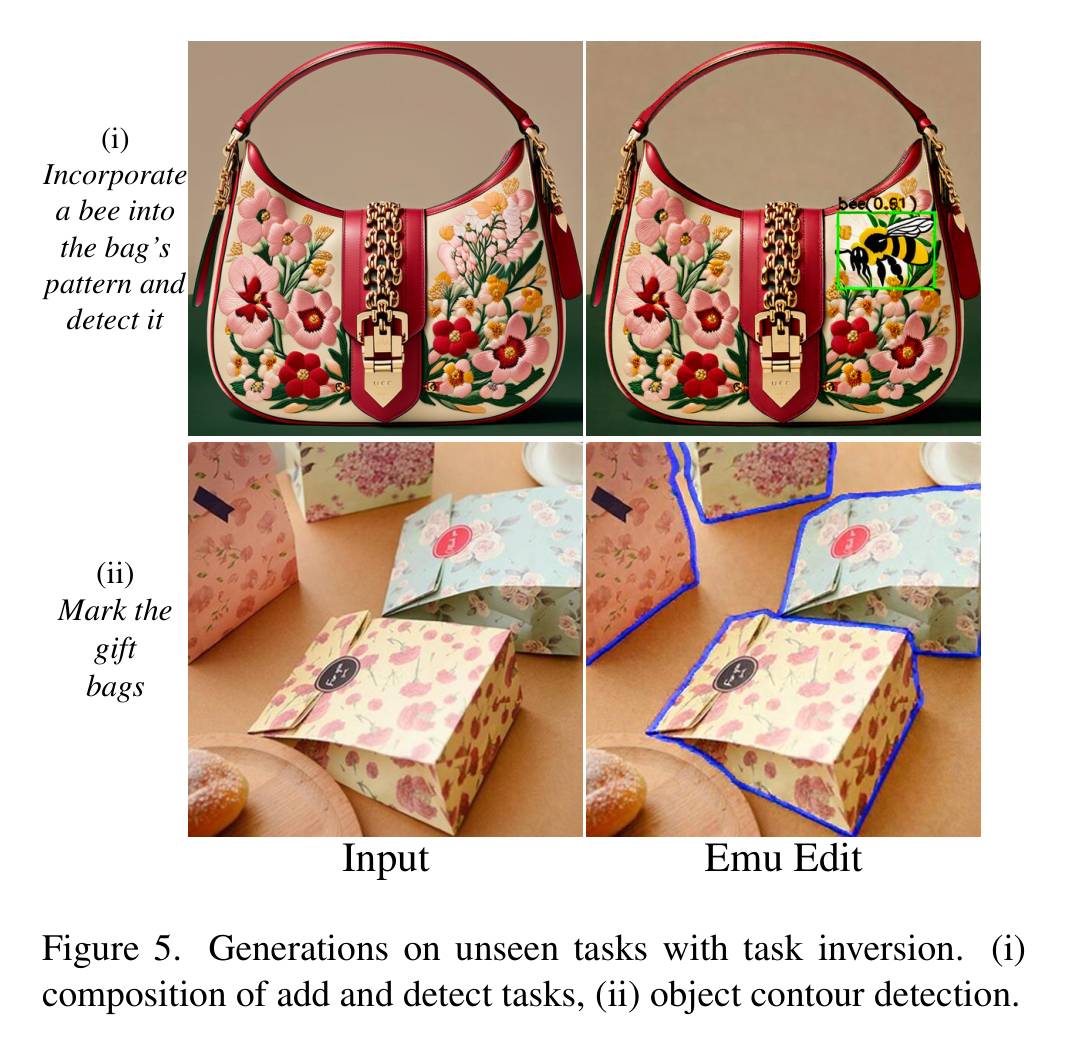 (i)
Incorporate
a bee into
the bag’s
pattern and
detect it
bee(0.61)
(ii)
Mark the
gift
bags
Input
Emu Edit
Figure 5. Generations on unseen tasks with task inversion. (i)
composition of add and detect tasks, (ii) object contour detection.